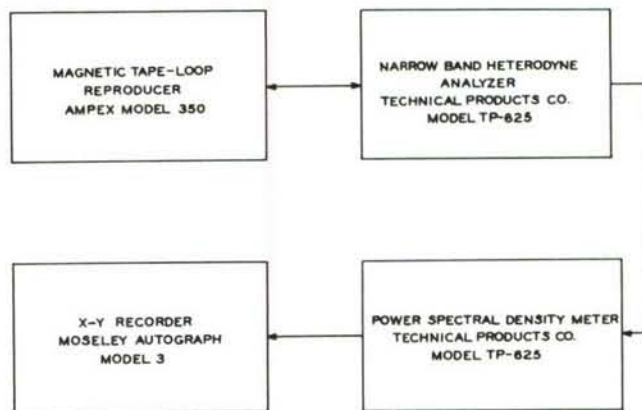 MAGNETIC TAPE-LOOP
REPRODUCER
AMPEX MODEL 350
NARROW BAND HETERODYNE
ANALYZER
TECHNICAL PRODUCTS CO.
MODEL TP-625
X-Y RECORDER
MOSELEY AUTOGRAPH
MODEL 3
POWER SPECTRAL DENSITY METER
TECHNICAL PRODUCTS CO.
MODEL TP-625